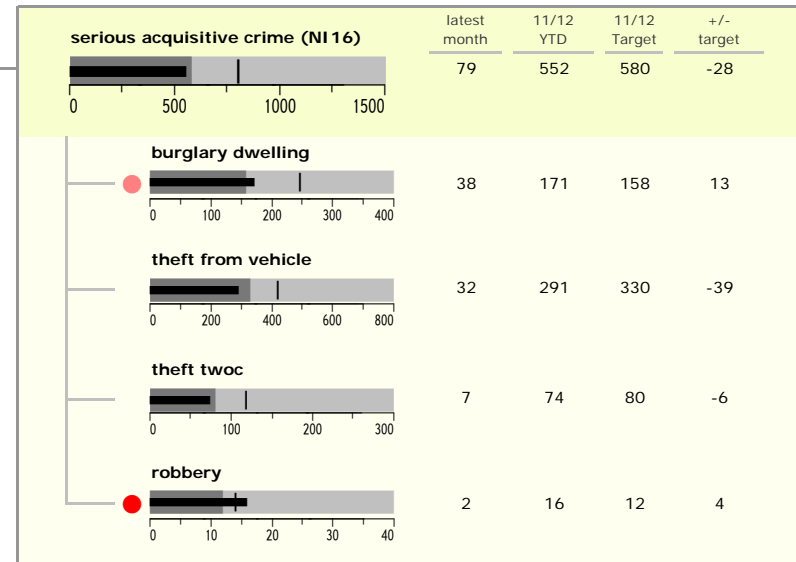 latest 11/12 11/12 +/-
serious acquisitive crime (NI16) month YTD Target target
79 552 580 -28
0 500 1000 1500
burglary dwelling
38 171 158 13
0 100 200 300 400
theft from vehicle
32 291 330 -39
0 200 400 600 800
theft twoc
7 74 80 -6
0 100 200 300
robbery
2 16 12 4
0 10 20 30 40